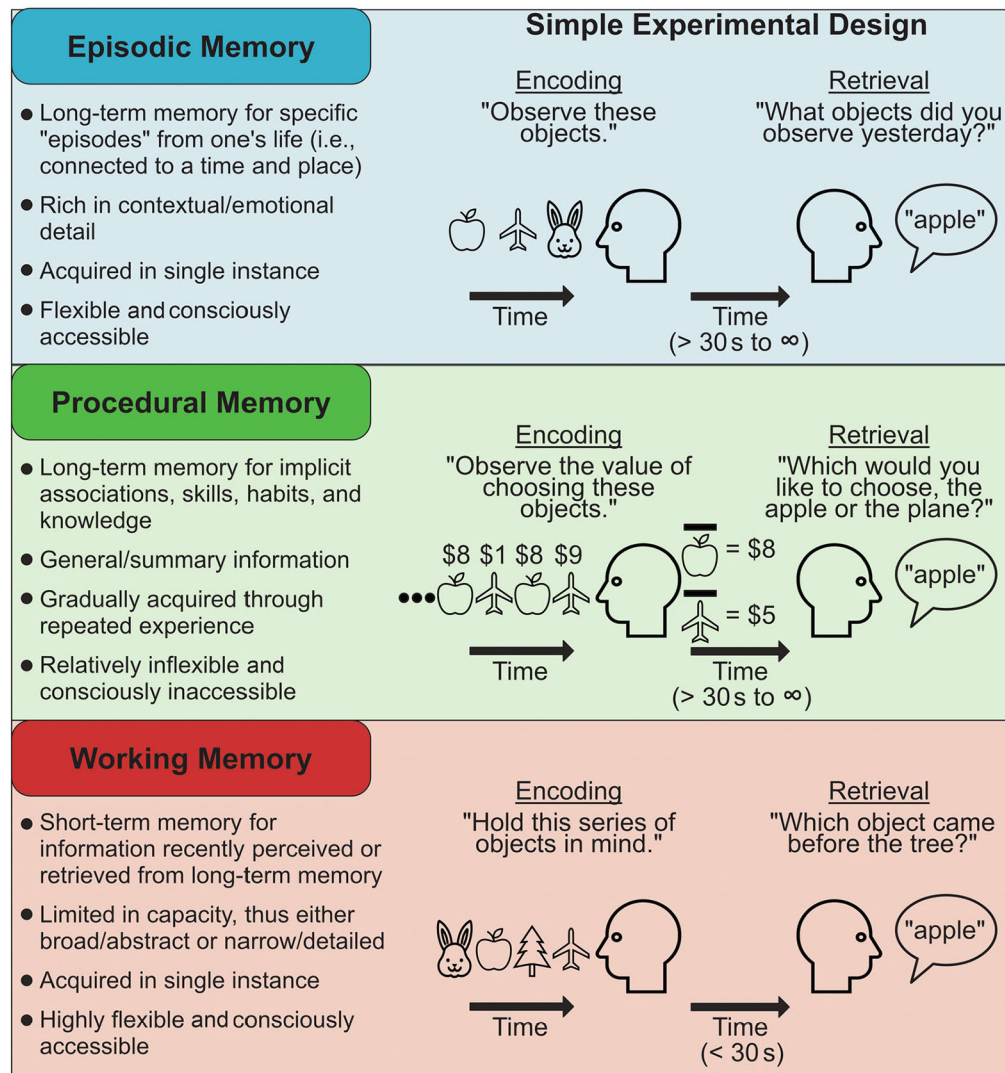 Simple Experimental Design
Episodic Memory
● Long-term memory for specific
"episodes" from one's life (i.e.,
connected to a time and place)
● Rich in contextual/emotional
detail
● Acquired in single instance
● Flexible and consciously
accessible
Encoding
"Observe these
objects."
Time
Retrieval
"What objects did you
observe yesterday?"
"apple"
Time
(> 30 s to ∞)
Procedural Memory
● Long-term memory for implicit
associations, skills, habits, and
knowledge
● General/summary information
● Gradually acquired through
repeated experience
● Relatively inflexible and
consciously inaccessible
Encoding
"Observe the value of
choosing these
objects."
$8 $1 $8 $9
= $8
= $5
Time
Retrieval
"Which would you
like to choose, the
apple or the plane?"
"apple"
Time
(> 30 s to ∞)
Working Memory
● Short-term memory for
information recently perceived or
retrieved from long-term memory
● Limited in capacity, thus either
broad/abstract or narrow/detailed
● Acquired in single instance
● Highly flexible and consciously
accessible
Encoding
"Hold this series of
objects in mind."
Time
Retrieval
"Which object came
before the tree?"
"apple"
Time
(< 30 s)